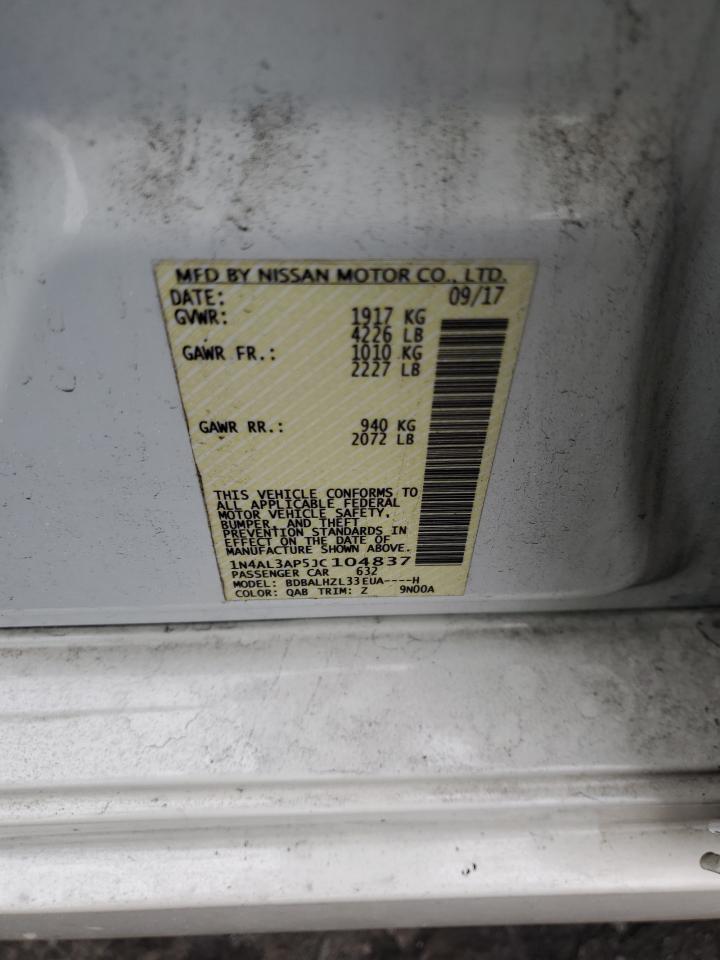 MFD BY NISSAN MOTOR CO., LTD.
DATE: 09/17
GVWR: 1917 KG
4226 LB
GAWR FR.: 1010 KG
2227 LB
GAWR RR.: 940 KG
2072 LB
THIS VEHICLE CONFORMS TO
ALL APPLICABLE FEDERAL
MOTOR VEHICLE SAFETY,
BUMPER, AND THEFT
PREVENTION STANDARDS IN
EFFECT ON THE DATE OF
MANUFACTURE SHOWN ABOVE.
1N4AL3AP5JC104837
PASSENGER CAR 632
MODEL: BDBALHZL33EUA----H
COLOR: QAB TRIM: Z 9N00A